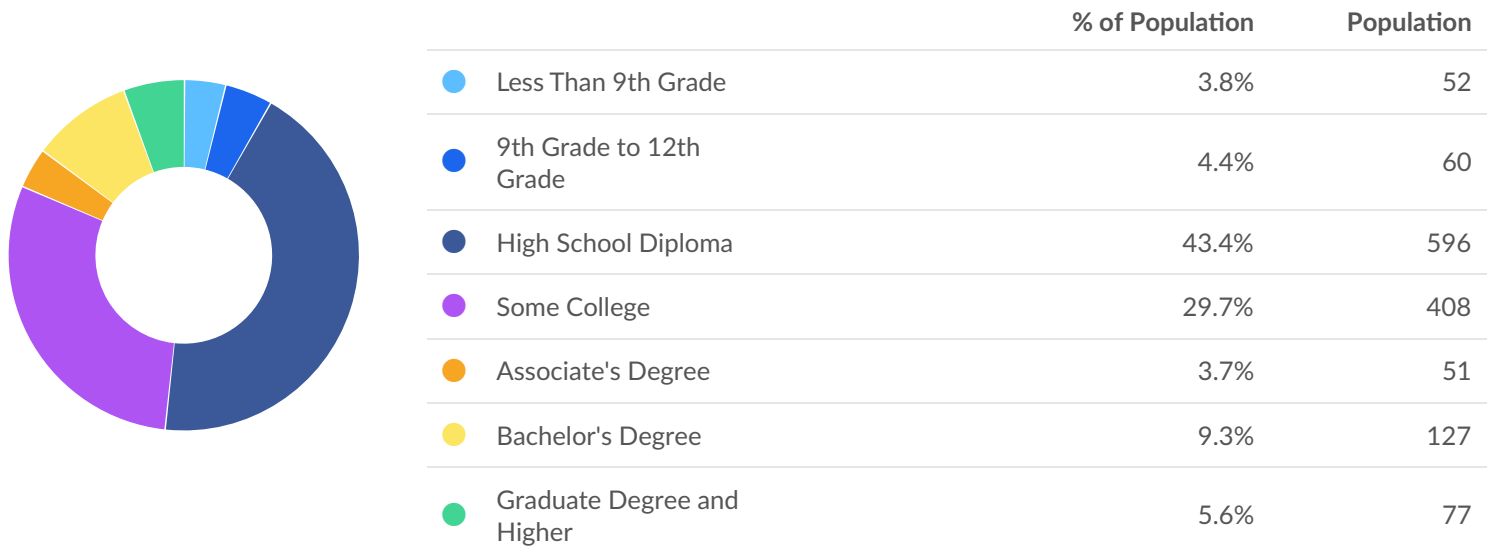 % of Population Population
Less Than 9th Grade 3.8% 52
9th Grade to 12th
Grade 4.4% 60
High School Diploma 43.4% 596
Some College 29.7% 408
Associate's Degree 3.7% 51
Bachelor's Degree 9.3% 127
Graduate Degree and
Higher 5.6% 77